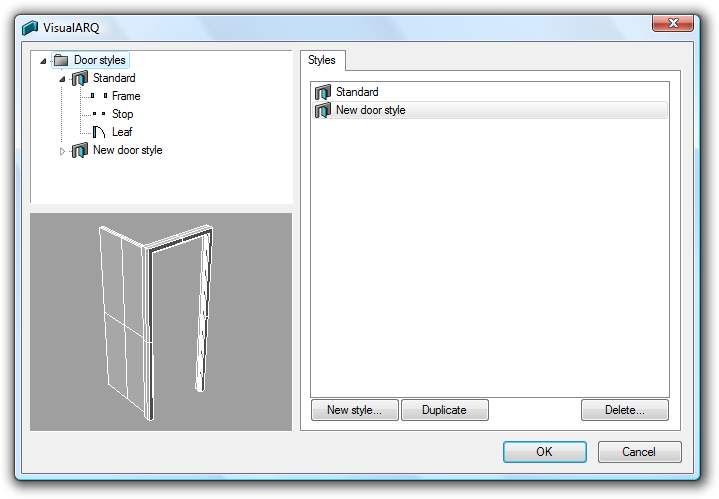 VisualARQ
Door styles
Standard
Frame
Stop
Leaf
New door style
Styles
Standard
New door style
New style...
Duplicate
Delete...
OK
Cancel